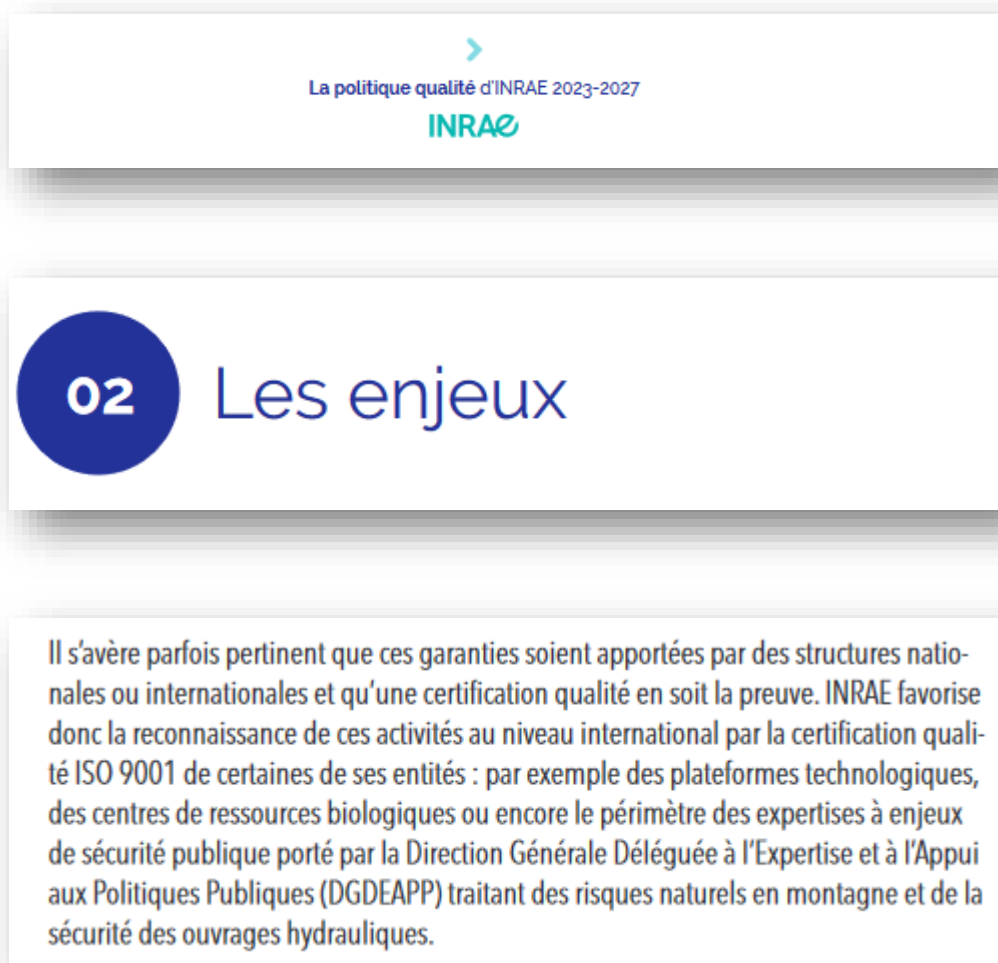 La politique qualité d'INRAE 2023-2027
INRAE
02
Les enjeux
Il s'avère parfois pertinent que ces garanties soient apportées par des structures natio-
nales ou internationales et qu'une certification qualité en soit la preuve. INRAE favorise
donc la reconnaissance de ces activités au niveau international par la certification quali-
té ISO 9001 de certaines de ses entités : par exemple des plateformes technologiques,
des centres de ressources biologiques ou encore le périmètre des expertises à enjeux
de sécurité publique porté par la Direction Générale Déléguée à l'Expertise et à l'Appui
aux Politiques Publiques (DGDEAPP) traitant des risques naturels en montagne et de la
sécurité des ouvrages hydrauliques.